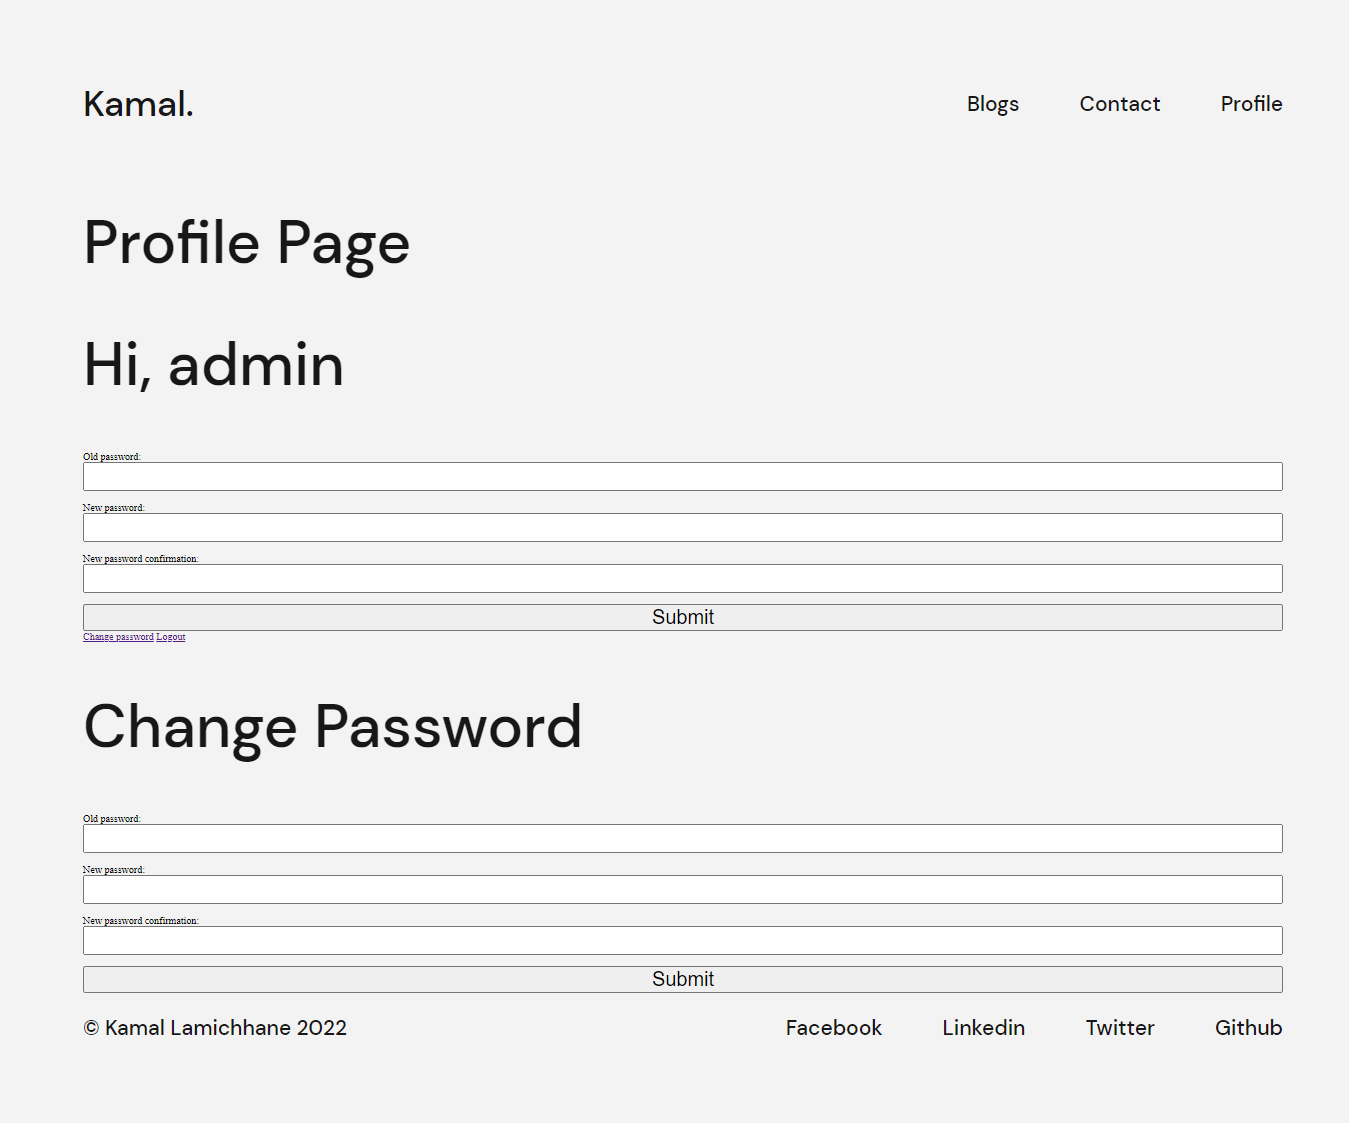 Kamal.
Blogs Contact Profile
Profile Page
Hi, admin
Old password:
New password:
New password confirmation:
Submit
Change password Logout
Change Password
Old password:
New password:
New password confirmation:
Submit
© Kamal Lamichhane 2022
Facebook Linkedin Twitter Github